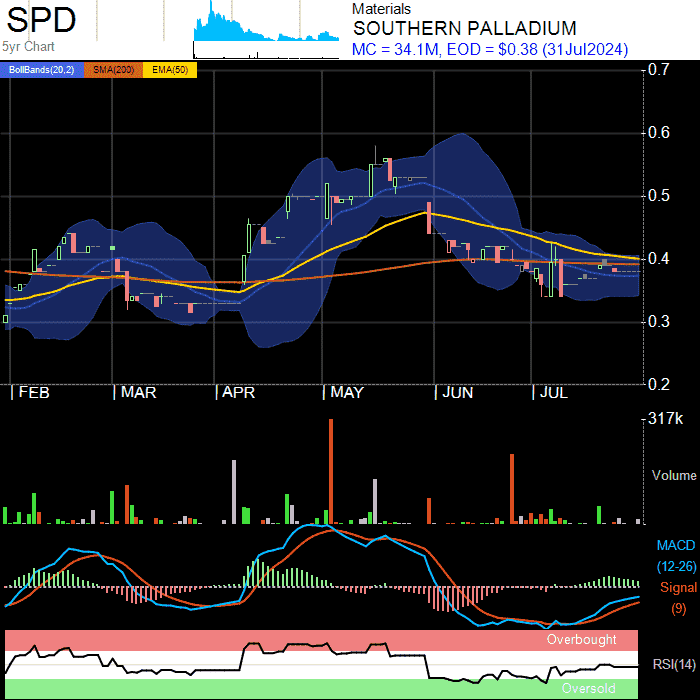 SPD
5yr Chart
Materials
SOUTHERN PALLADIUM
MC = 34.1M, EOD = $0.38 (31Jul2024)
BollBands(20,2) SMA(200) EMA(50)
0.7
0.6
0.5
0.4
0.3
0.2
FEB MAR APR MAY JUN JUL
317k
Volume
MACD
(12-26)
Signal
(9)
Overbought
RSI(14)
Oversold